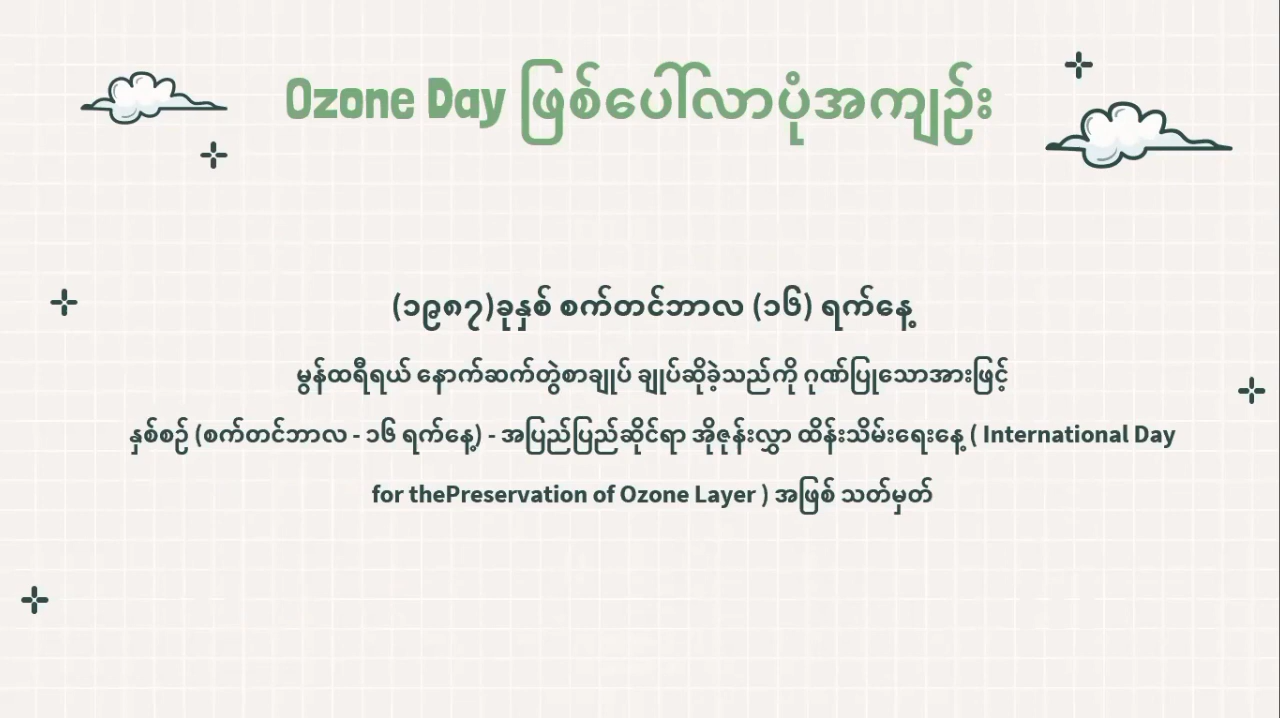 Ozone Day ဖြစ်ပေါ်လာပုံအကျဉ်း
(၁၉၈၇)ခုနှစ် စက်တင်ဘာလ (၁၆) ရက်နေ့
မွန်ထရီရယ် နောက်ဆက်တွဲစာချုပ် ချုပ်ဆိုခဲ့သည်ကို ဂုဏ်ပြုသောအားဖြင့်
နှစ်စဉ် (စက်တင်ဘာလ - ၁၆ ရက်နေ့) - အပြည်ပြည်ဆိုင်ရာ အိုဇုန်းလွှာ ထိန်းသိမ်းရေးနေ့ ( International Day
for thePreservation of Ozone Layer ) အဖြစ် သတ်မှတ်